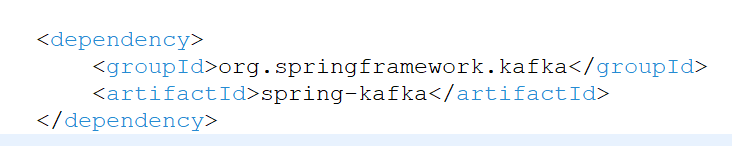 <dependency>
    <groupId>org.springframework.kafka</groupId>
    <artifactId>spring-kafka</artifactId>
</dependency>